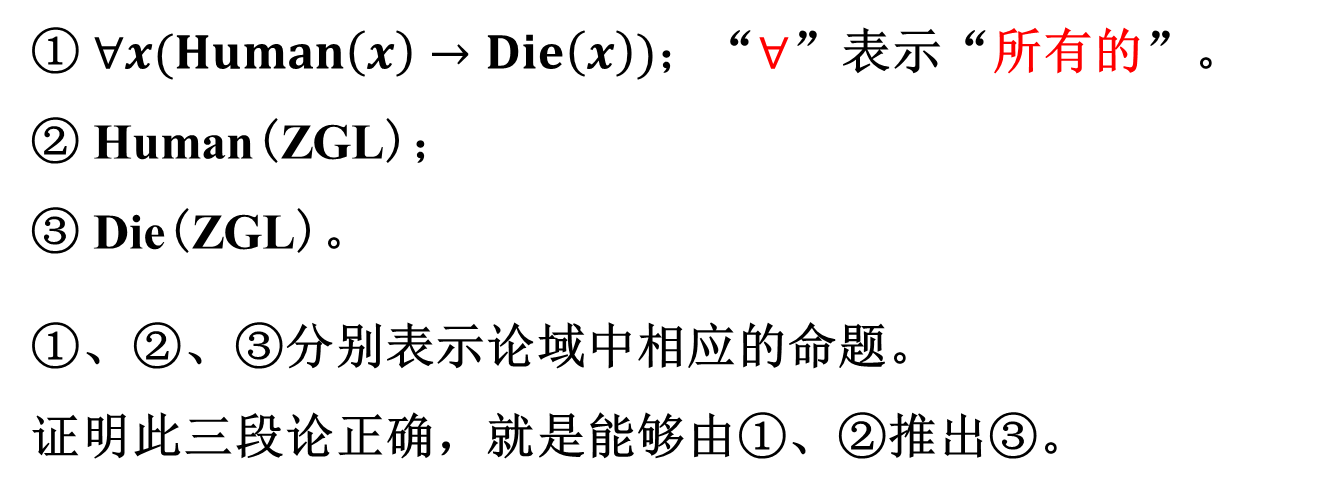 ① ∀x(Human(x) → Die(x))；“∀”表示“所有的”。
② Human(ZGL)；
③ Die(ZGL)。
①、②、③分别表示论域中相应的命题。
证明此三段论正确，就是能够由①、②推出③。